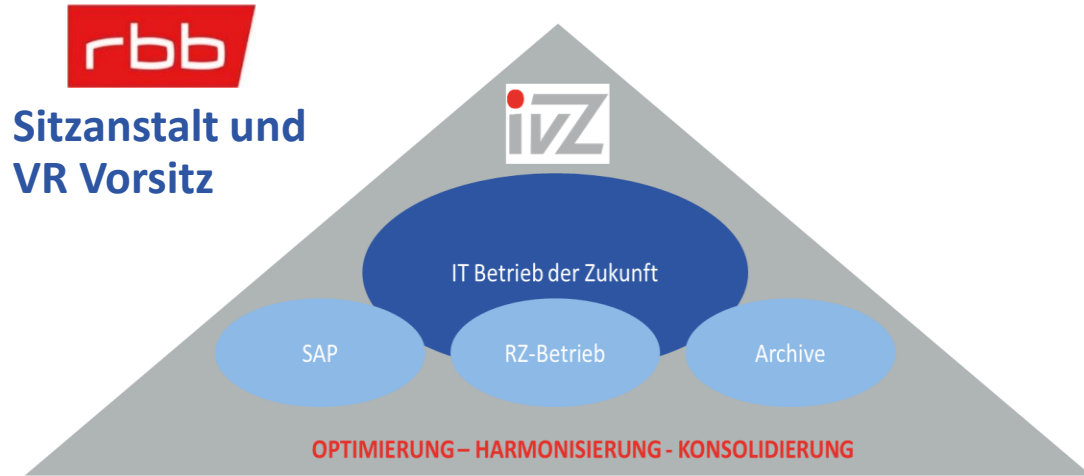 rbb
Sitzanstalt und
VR Vorsitz
ivZ
IT Betrieb der Zukunft
SAP
RZ-Betrieb
Archive
OPTIMIERUNG – HARMONISIERUNG - KONSOLIDIERUNG